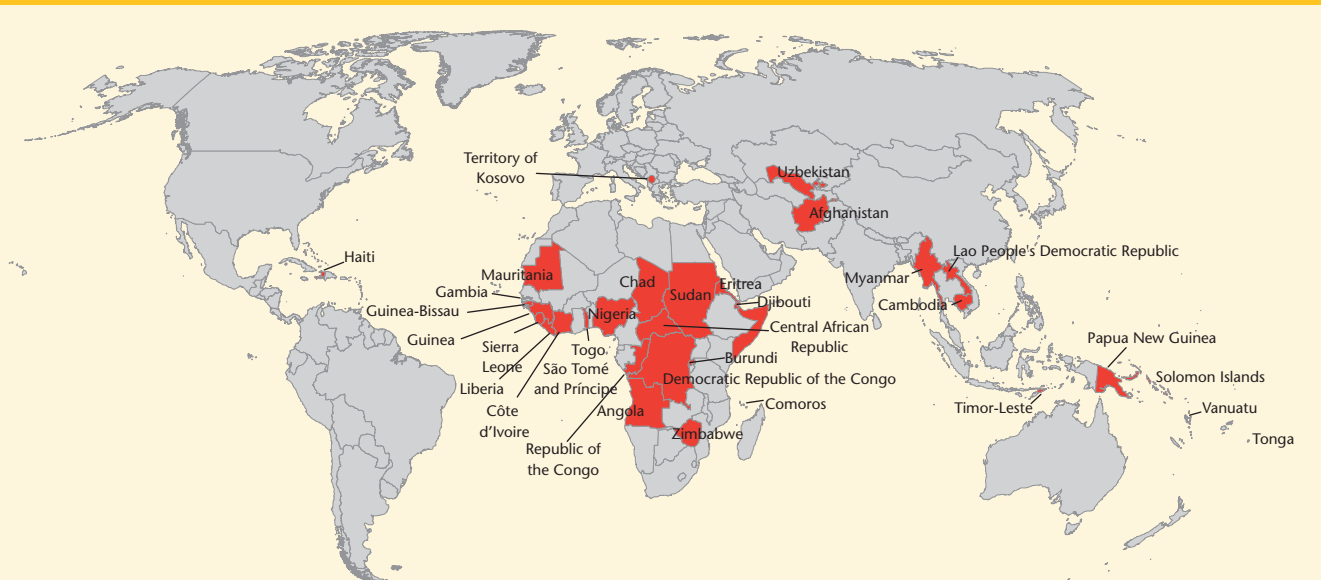 Territory of
Kosovo
Uzbekistan
Afghanistan
Haiti
Lao People's Democratic Republic
Mauritania
Chad
Eritrea
Myanmar
Gambia
Sudan
Djibouti
Cambodia
Guinea-Bissau
Nigeria
Central African
Republic
Guinea
Papua New Guinea
Sierra
Leone
Togo
Burundi
São Tomé
and Príncipe
Democratic Republic of the Congo
Solomon Islands
Liberia
Comoros
Timor-Leste
Vanuatu
Côte
d'Ivoire
Angola
Zimbabwe
Tonga
Republic of
the Congo